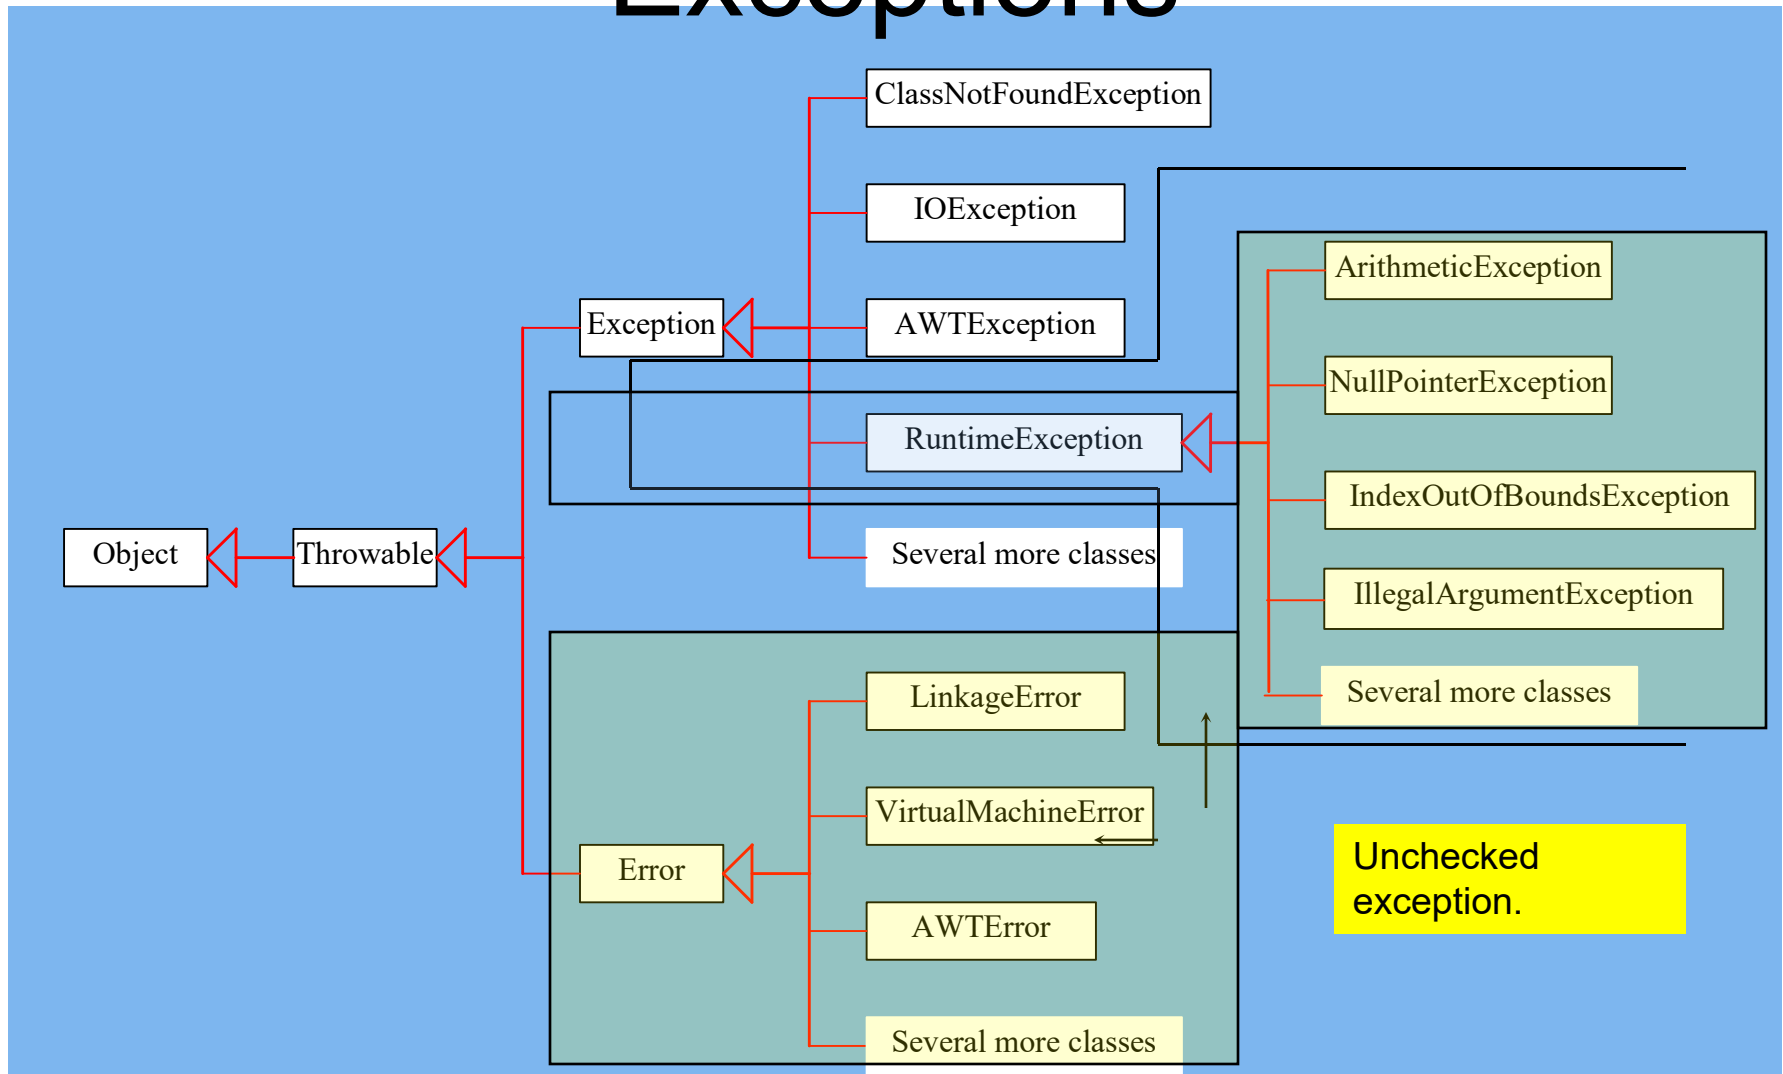 Exceptions
ClassNotFoundException
IOException
ArithmeticException
Exception
AWTException
NullPointerException
RuntimeException
IndexOutOfBoundsException
Object
Throwable
Several more classes
IllegalArgumentException
LinkageError
Several more classes
VirtualMachineError
Error
Unchecked
exception.
AWTError
Several more classes